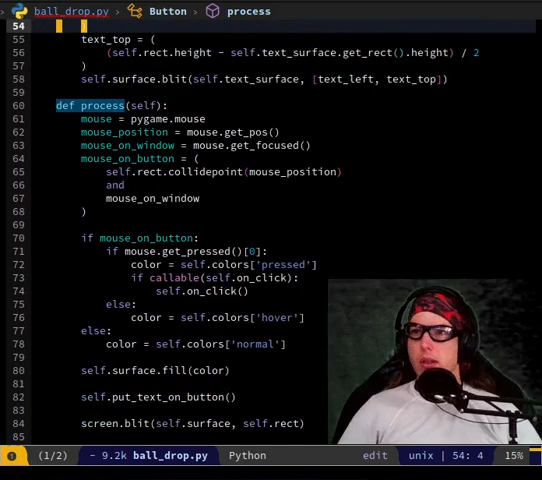 ball_drop.py › Button › process
54
55 text_top = (
56 (self.rect.height - self.text_surface.get_rect().height) / 2
57 )
58 self.surface.blit(self.text_surface, [text_left, text_top])
59
60 def process(self):
61 mouse = pygame.mouse
62 mouse_position = mouse.get_pos()
63 mouse_on_window = mouse.get_focused()
64 mouse_on_button = (
65 self.rect.collidepoint(mouse_position)
66 and
67 mouse_on_window
68 )
69
70 if mouse_on_button:
71 if mouse.get_pressed()[0]:
72 color = self.colors['pressed']
73 if callable(self.on_click):
74 self.on_click()
75 else:
76 color = self.colors['hover']
77 else:
78 color = self.colors['normal']
79
80 self.surface.fill(color)
81
82 self.put_text_on_button()
83
84 screen.blit(self.surface, self.rect)
85
(1/2) - 9.2k ball_drop.py Python edit unix | 54: 4 15%